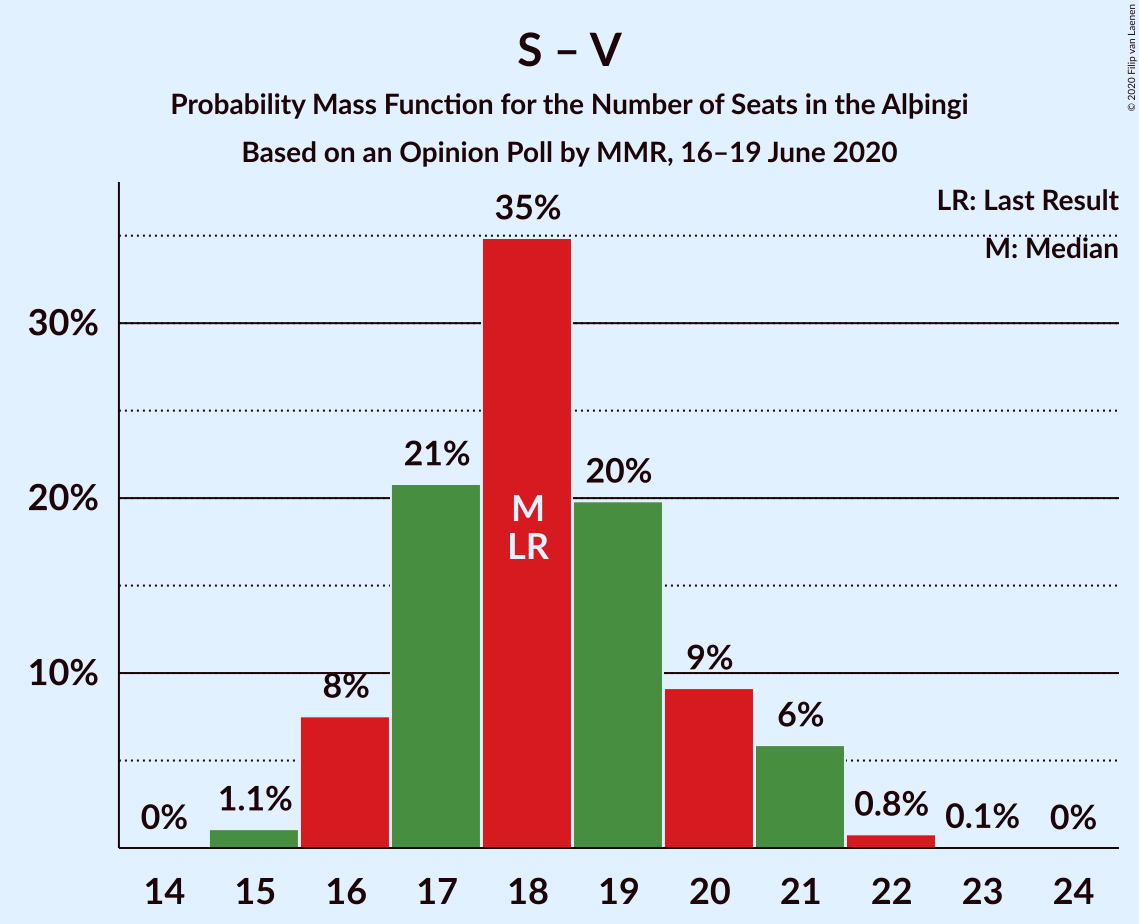 S – V
Probability Mass Function for the Number of Seats in the Alþingi
Based on an Opinion Poll by MMR, 16–19 June 2020
© 2020 Filip van Laenen
LR: Last Result
M: Median
35%
30%
21%
20%
20%
M
LR
10%
9%
8%
6%
0%
1.1%
0.8%
0.1%
0%
14 15 16 17 18 19 20 21 22 23 24